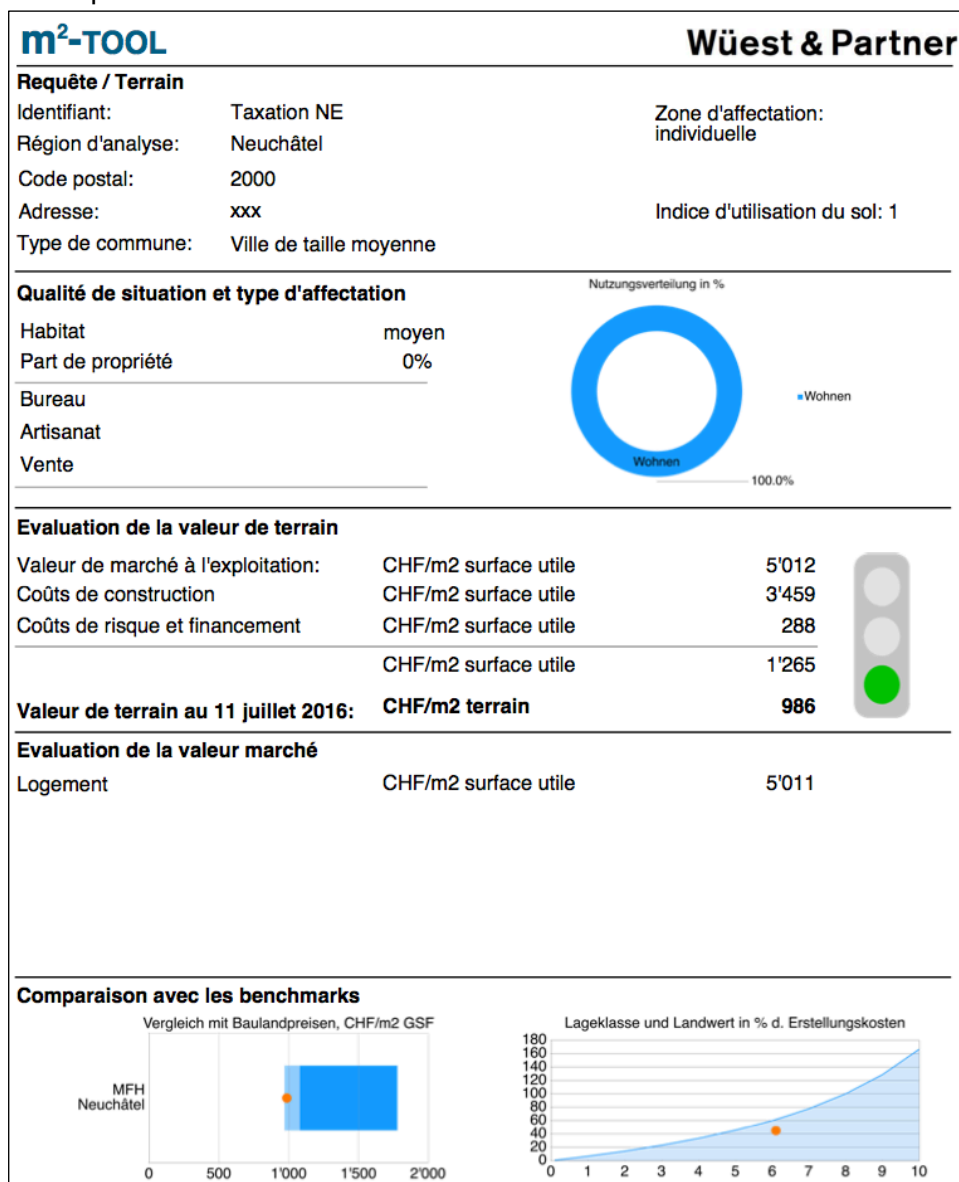 m²-TOOL Wüest & Partner
Requête / Terrain
Identifiant: Taxation NE Zone d'affectation:
individuelle
Région d'analyse: Neuchâtel
Code postal: 2000
Adresse: xxx Indice d'utilisation du sol: 1
Type de commune: Ville de taille moyenne
Qualité de situation et type d'affectation
Habitat moyen
Part de propriété 0%
Bureau
Artisanat
Vente
Nutzungsverteilung in %
Wohnen
Wohnen
100.0%
Evaluation de la valeur de terrain
Valeur de marché à l'exploitation: CHF/m2 surface utile 5'012
Coûts de construction CHF/m2 surface utile 3'459
Coûts de risque et financement CHF/m2 surface utile 288
CHF/m2 surface utile 1'265
Valeur de terrain au 11 juillet 2016: CHF/m2 terrain 986
Evaluation de la valeur marché
Logement CHF/m2 surface utile 5'011
Comparaison avec les benchmarks
Vergleich mit Baulandpreisen, CHF/m2 GSF
MFH
Neuchâtel
0 500 1'000 1'500 2'000
Lageklasse und Landwert in % d. Erstellungskosten
180
160
140
120
100
80
60
40
20
0
0 1 2 3 4 5 6 7 8 9 10